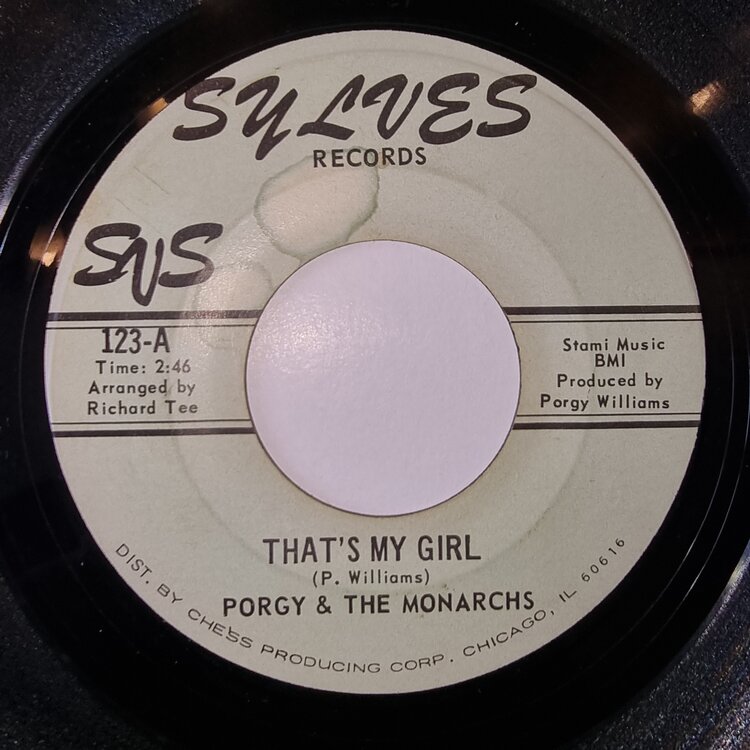 SYLVES
RECORDS
SVS
123-A
Time: 2:46
Arranged by
Richard Tee
Stami Music
BMI
Produced by
Porgy Williams
THAT'S MY GIRL
(P. Williams)
PORGY & THE MONARCHS
DIST. BY CHESS PRODUCING CORP. CHICAGO, IL 60616